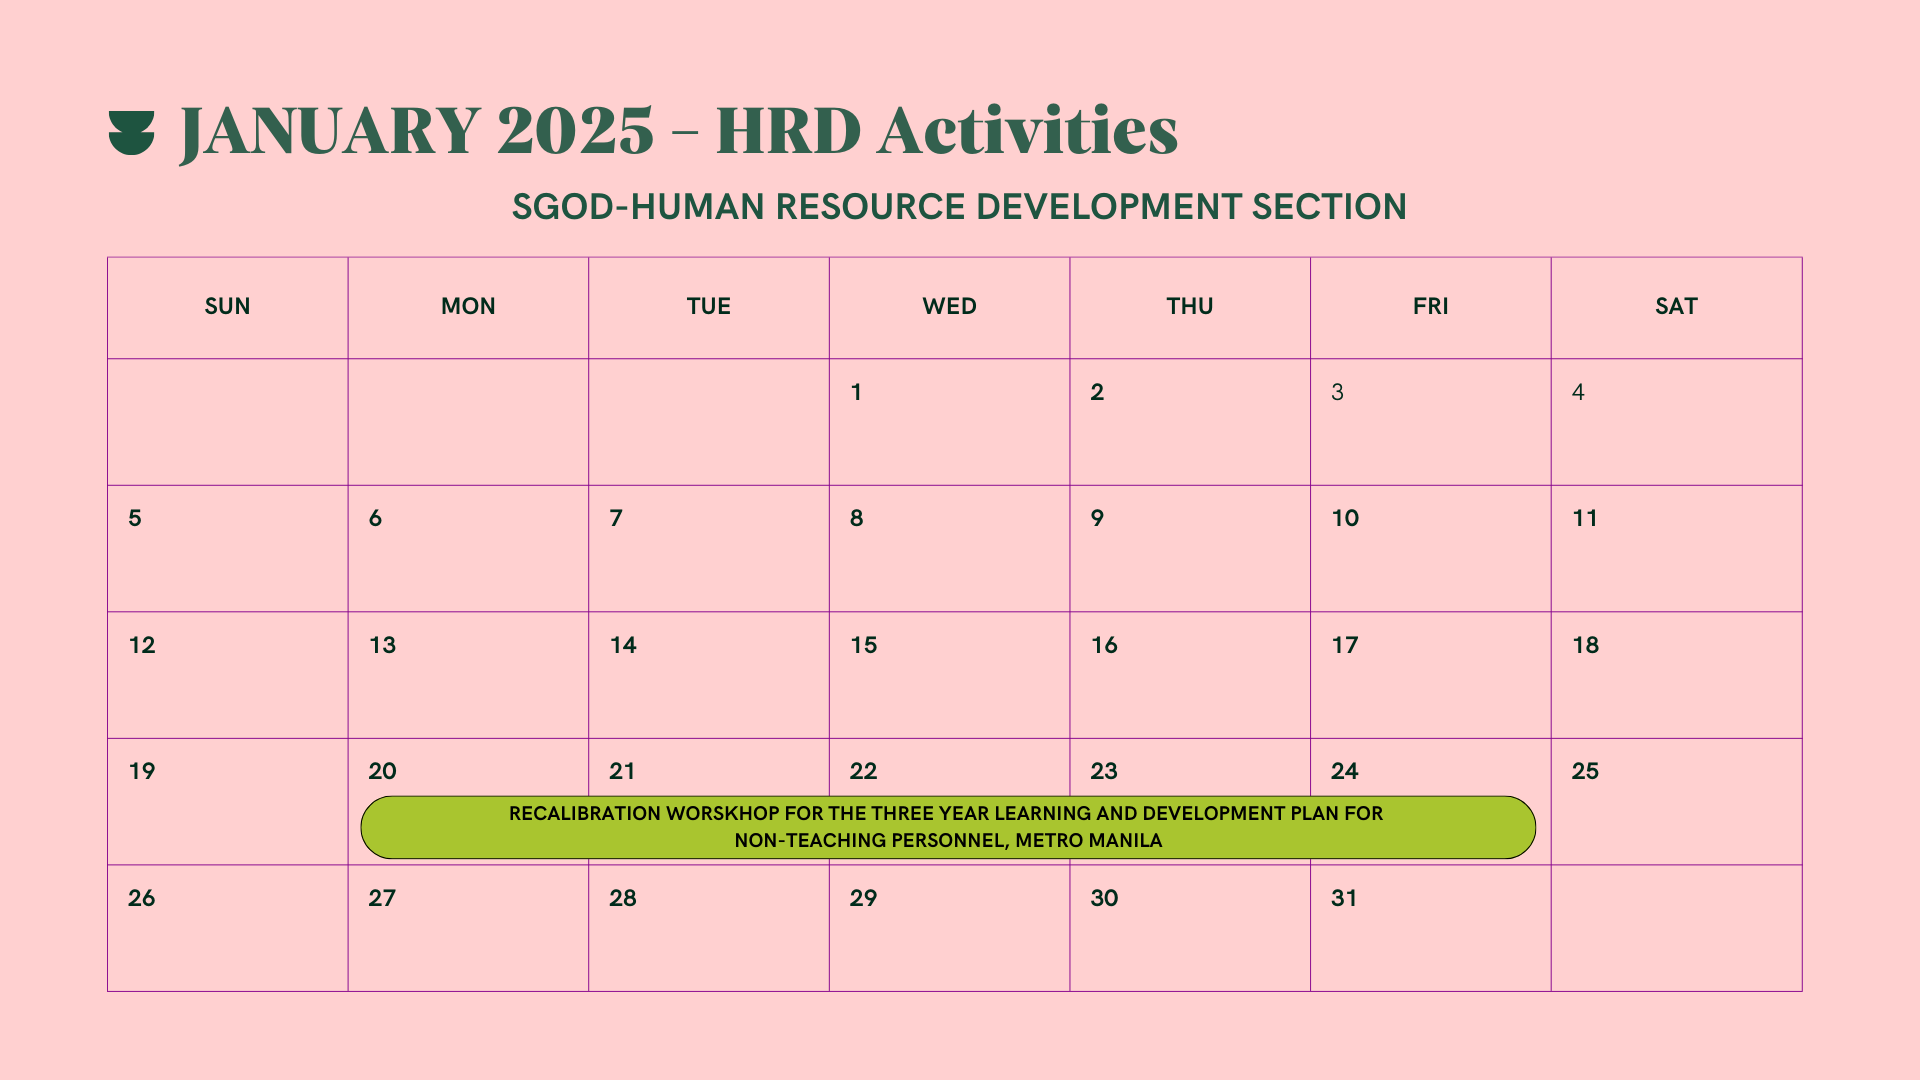 JANUARY 2025 – HRD Activities
SGOD-HUMAN RESOURCE DEVELOPMENT SECTION
SUN MON TUE WED THU FRI SAT
1 2 3 4
5 6 7 8 9 10 11
12 13 14 15 16 17 18
19 20 21 22 23 24 25
RECALIBRATION WORSKHOP FOR THE THREE YEAR LEARNING AND DEVELOPMENT PLAN FOR
NON-TEACHING PERSONNEL, METRO MANILA
26 27 28 29 30 31